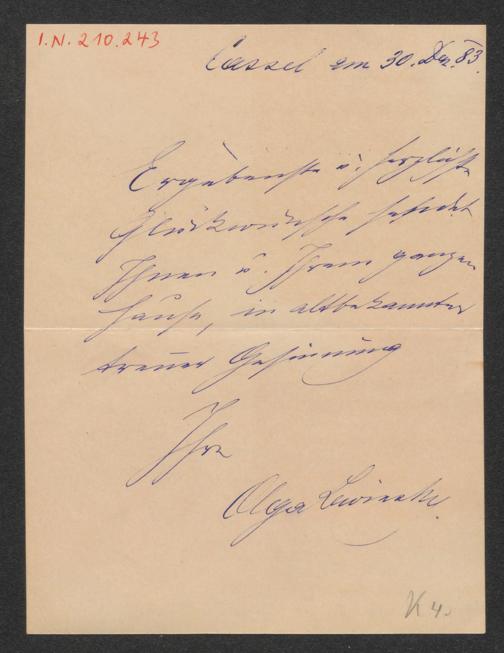 I.N. 210.243
Cassel am 30. Dez. 83.
Ergebenste u. herzlichste
Glückwünsche sendet
Ihnen u. Ihrem ganzen
Hause, in altbekannter
treuer Gesinnung
Ihre
Olga
K 4.